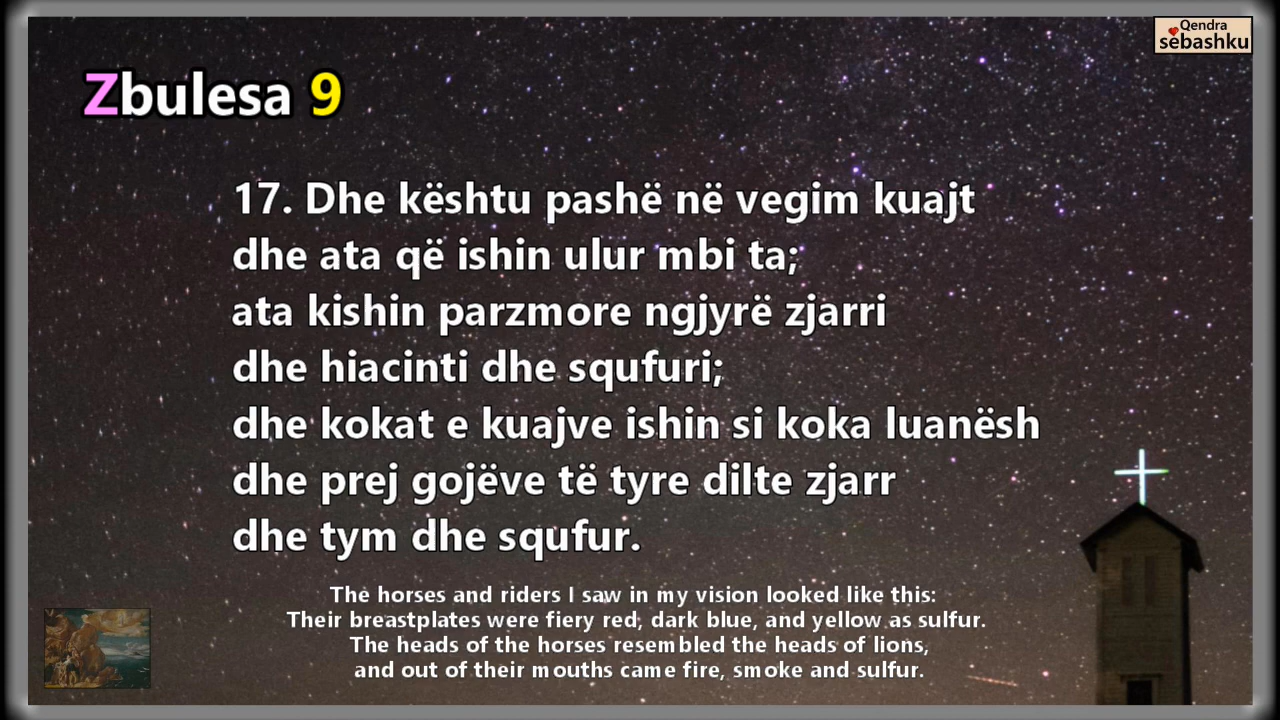 Qendra
sëbashku
Zbulesa 9
17. Dhe kështu pashë në vegim kuajt
dhe ata që ishin ulur mbi ta;
ata kishin parzmore ngjyrë zjarri
dhe hiacinti dhe squfuri;
dhe kokat e kuajve ishin si koka luanësh
dhe prej gojëve të tyre dilte zjarr
dhe tym dhe squfur.
The horses and riders I saw in my vision looked like this:
Their breastplates were fiery red, dark blue, and yellow as sulfur.
The heads of the horses resembled the heads of lions,
and out of their mouths came fire, smoke and sulfur.